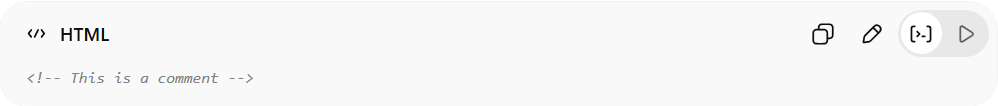 HTML
<!-- This is a comment -->